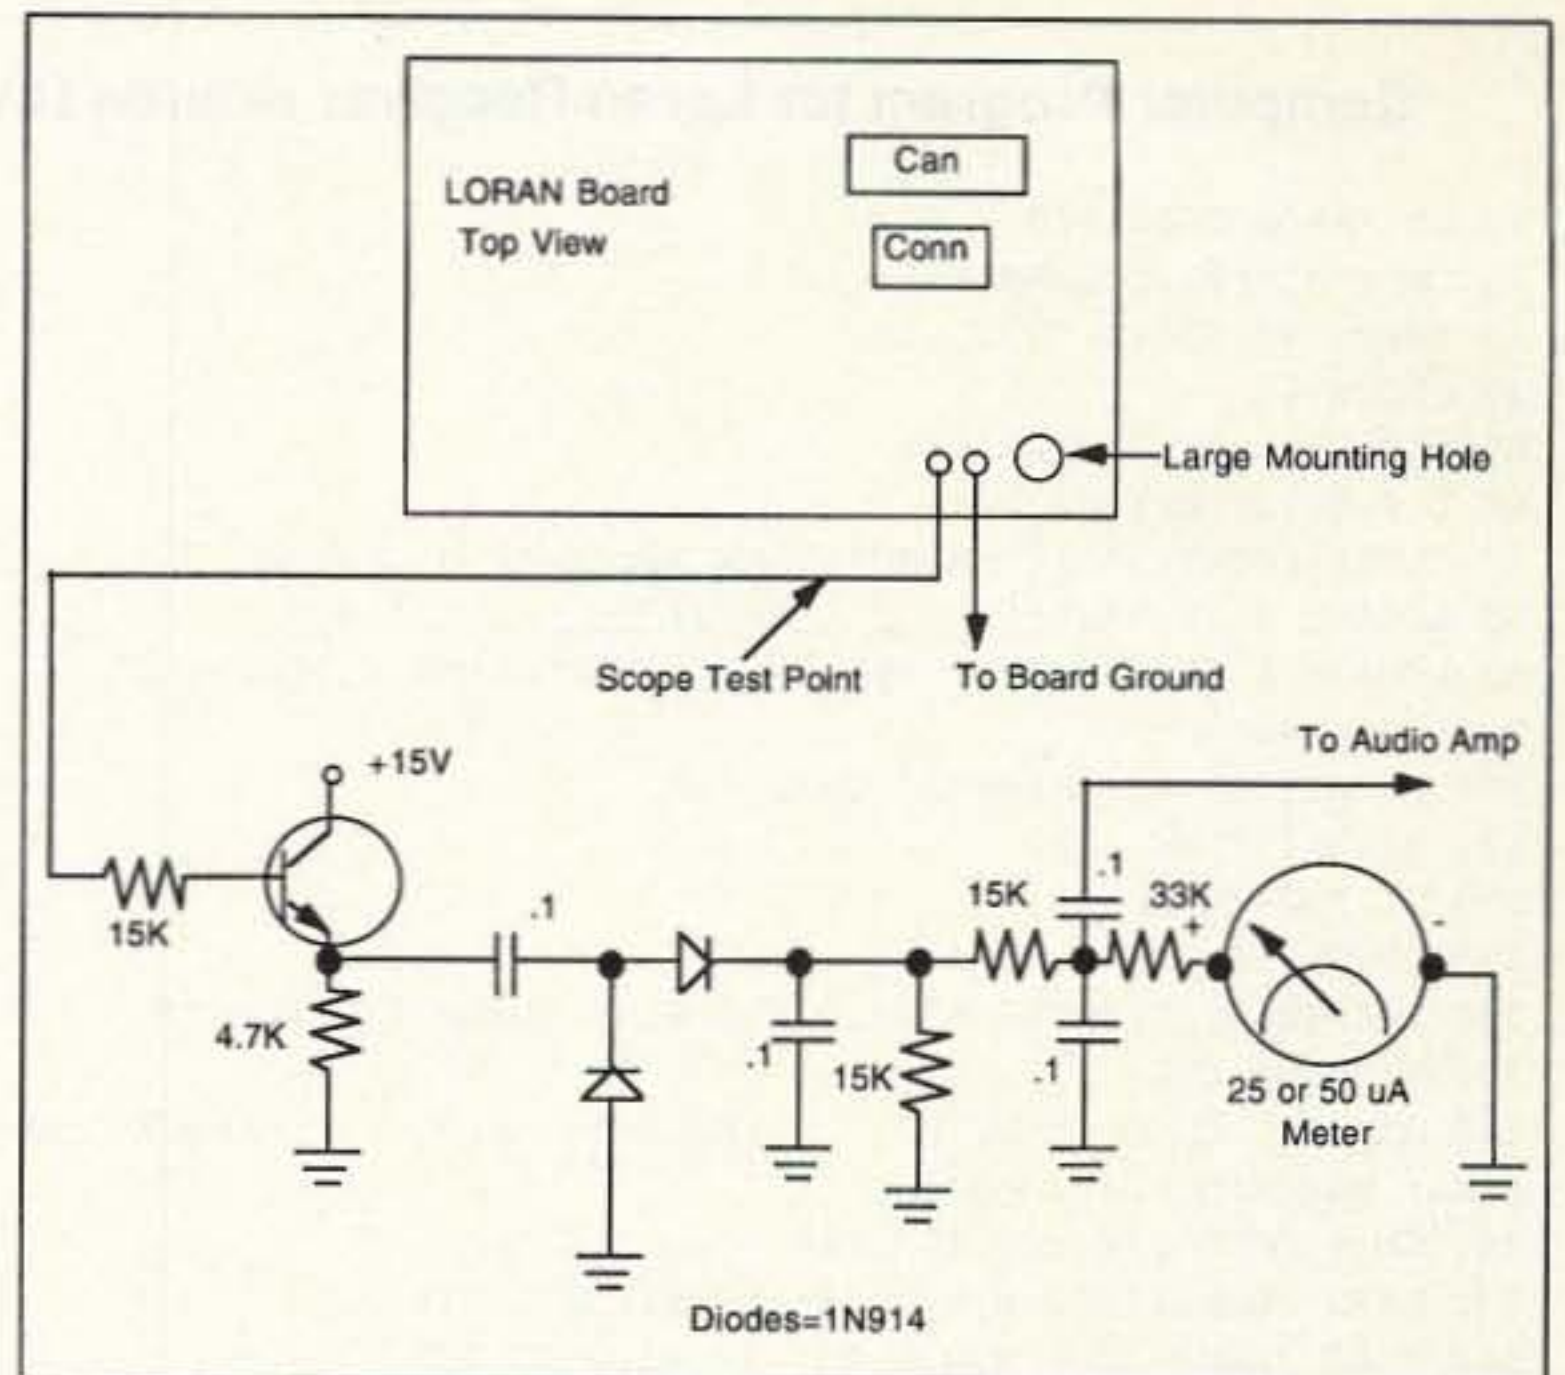 Can
LORAN Board
Top View
Conn
Large Mounting Hole
Scope Test Point
To Board Ground
To Audio Amp
+15V
15K
.1
4.7K
.1
15K
15K
.1
33K
+
-
.1
25 or 50 uA
Meter
Diodes=1N914